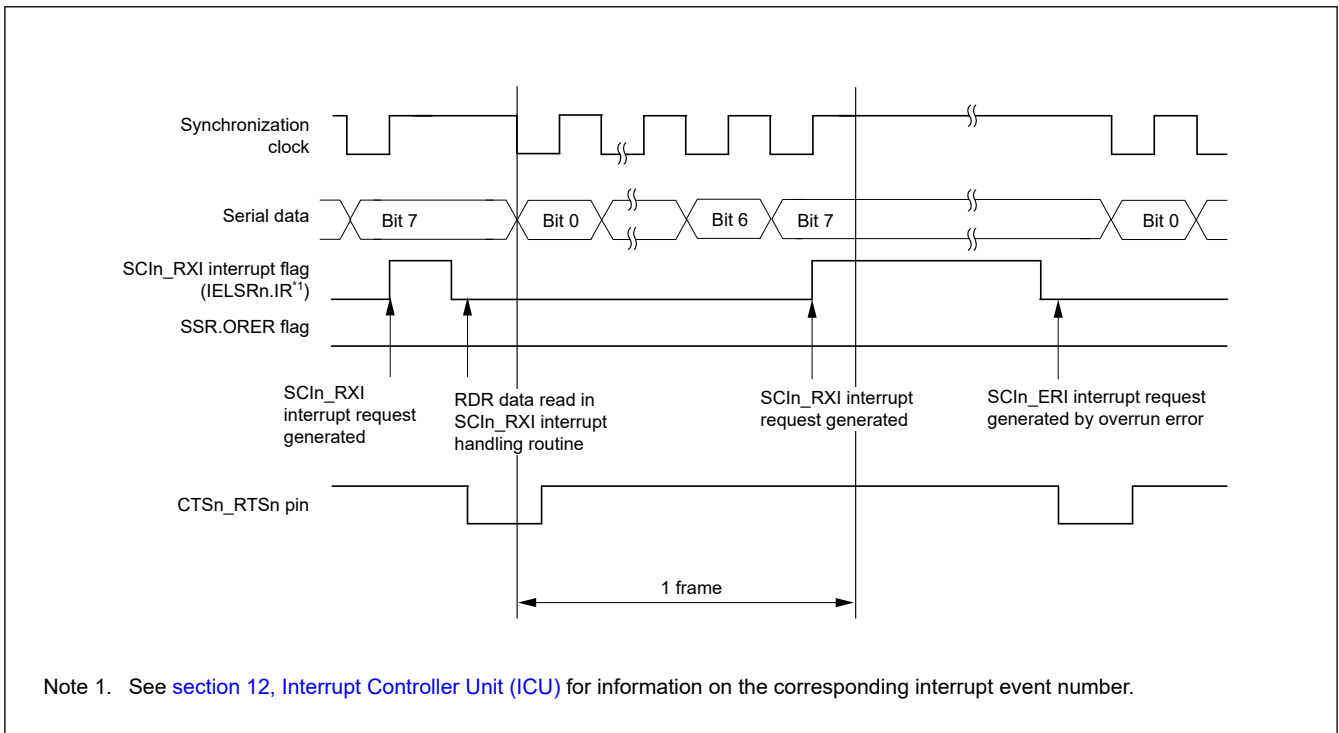 Synchronization
clock
Serial data
Bit 7
Bit 0
Bit 6
Bit 7
Bit 0
SCIn_RXI interrupt flag
(IELSRn.IR*1)
SSR.ORER flag
SCIn_RXI
interrupt request
generated
RDR data read in
SCIn_RXI interrupt
handling routine
SCIn_RXI interrupt
request generated
SCIn_ERI interrupt request
generated by overrun error
CTSn_RTSn pin
1 frame
Note 1. See section 12, Interrupt Controller Unit (ICU) for information on the corresponding interrupt event number.